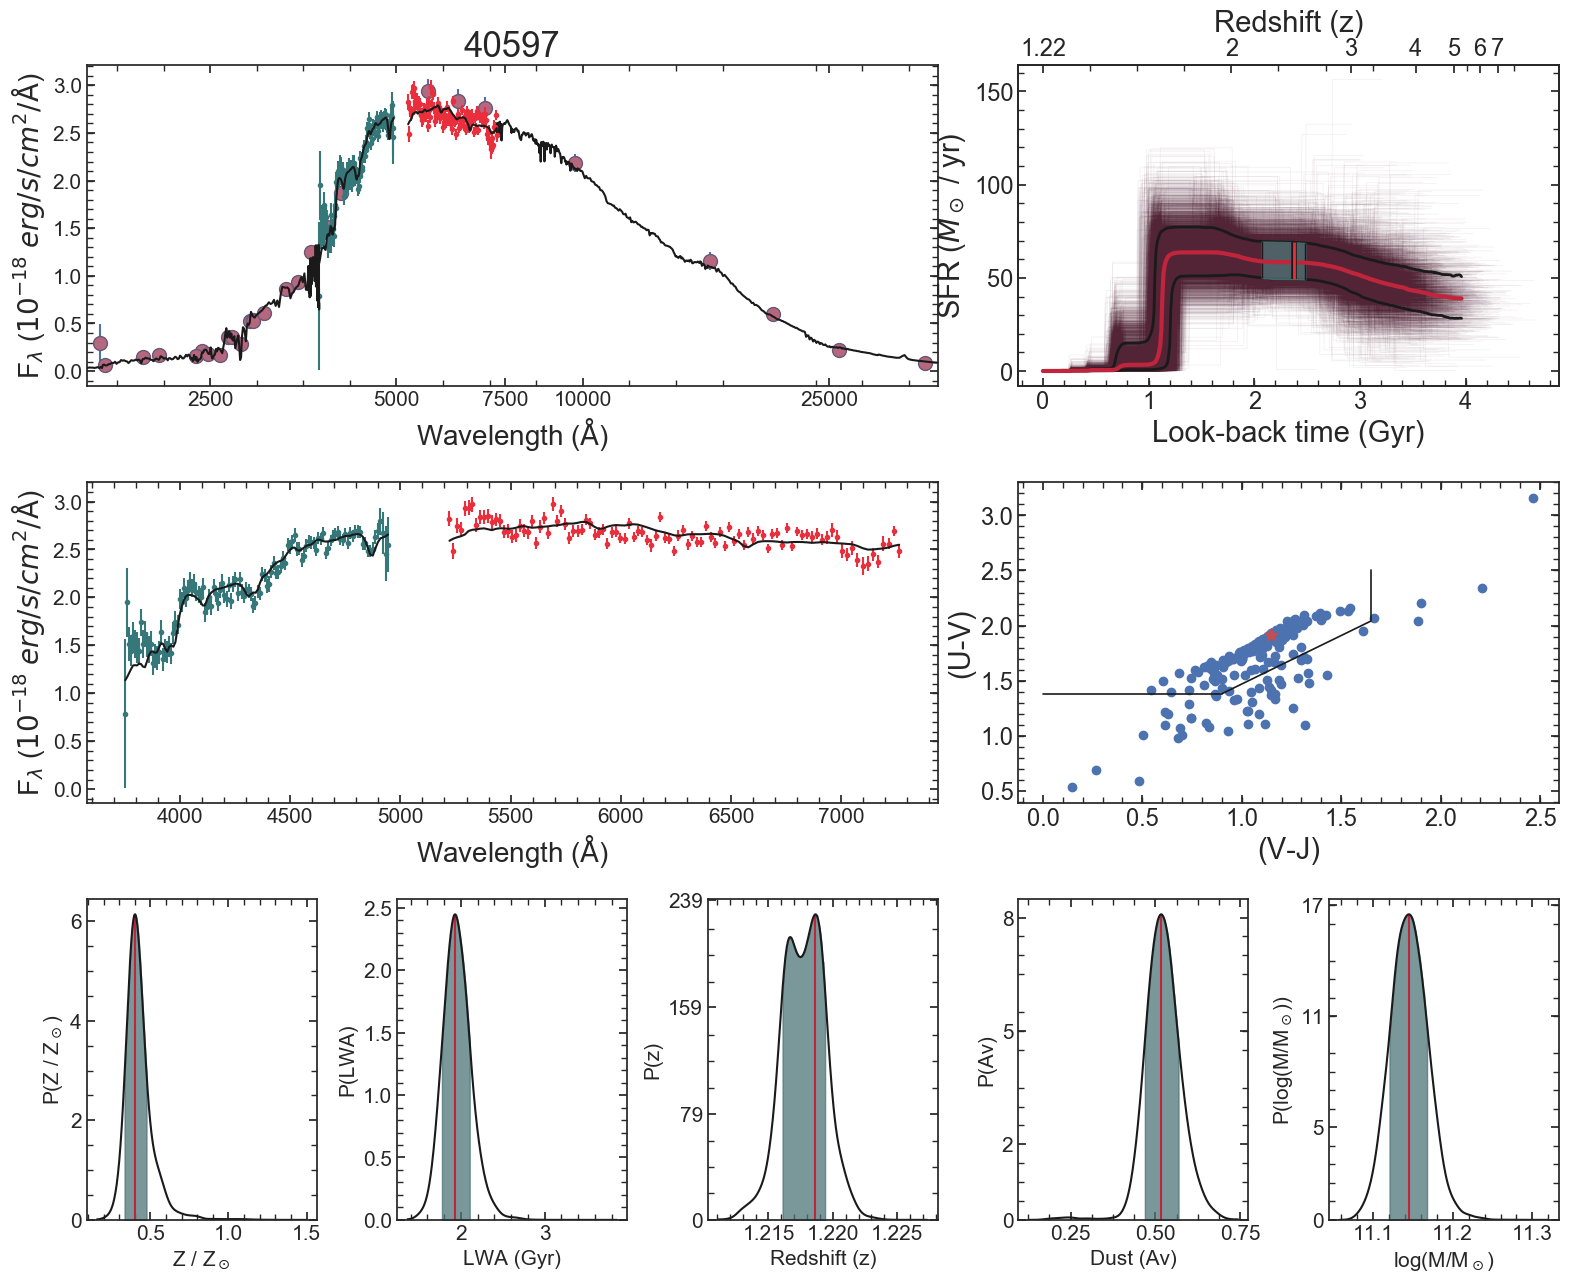 40597
3.0
2.5
2.0
1.5
1.0
0.5
0.0
F_λ (10^{-18} erg/s/cm^2/Å)
2500 5000 7500 10000 25000
Wavelength (Å)
Redshift (z)
1.22 2 3 4 5 6 7
150
100
50
0
SFR (M_⊙ / yr)
0 1 2 3 4
Look-back time (Gyr)
3.0
2.5
2.0
1.5
1.0
0.5
0.0
F_λ (10^{-18} erg/s/cm^2/Å)
4000 4500 5000 5500 6000 6500 7000
Wavelength (Å)
3.0
2.5
2.0
1.5
1.0
0.5
(U-V)
0.0 0.5 1.0 1.5 2.0 2.5
(V-J)
6
4
2
0
P(Z / Z_⊙)
0.5 1.0 1.5
Z / Z_⊙
2.5
2.0
1.5
1.0
0.5
0.0
P(LWA)
2 3
LWA (Gyr)
239
159
79
0
P(z)
1.215 1.220 1.225
Redshift (z)
8
5
2
0
P(Av)
0.25 0.50 0.75
Dust (Av)
17
11
5
0
P(log(M/M_⊙))
11.1 11.2 11.3
log(M/M_⊙)